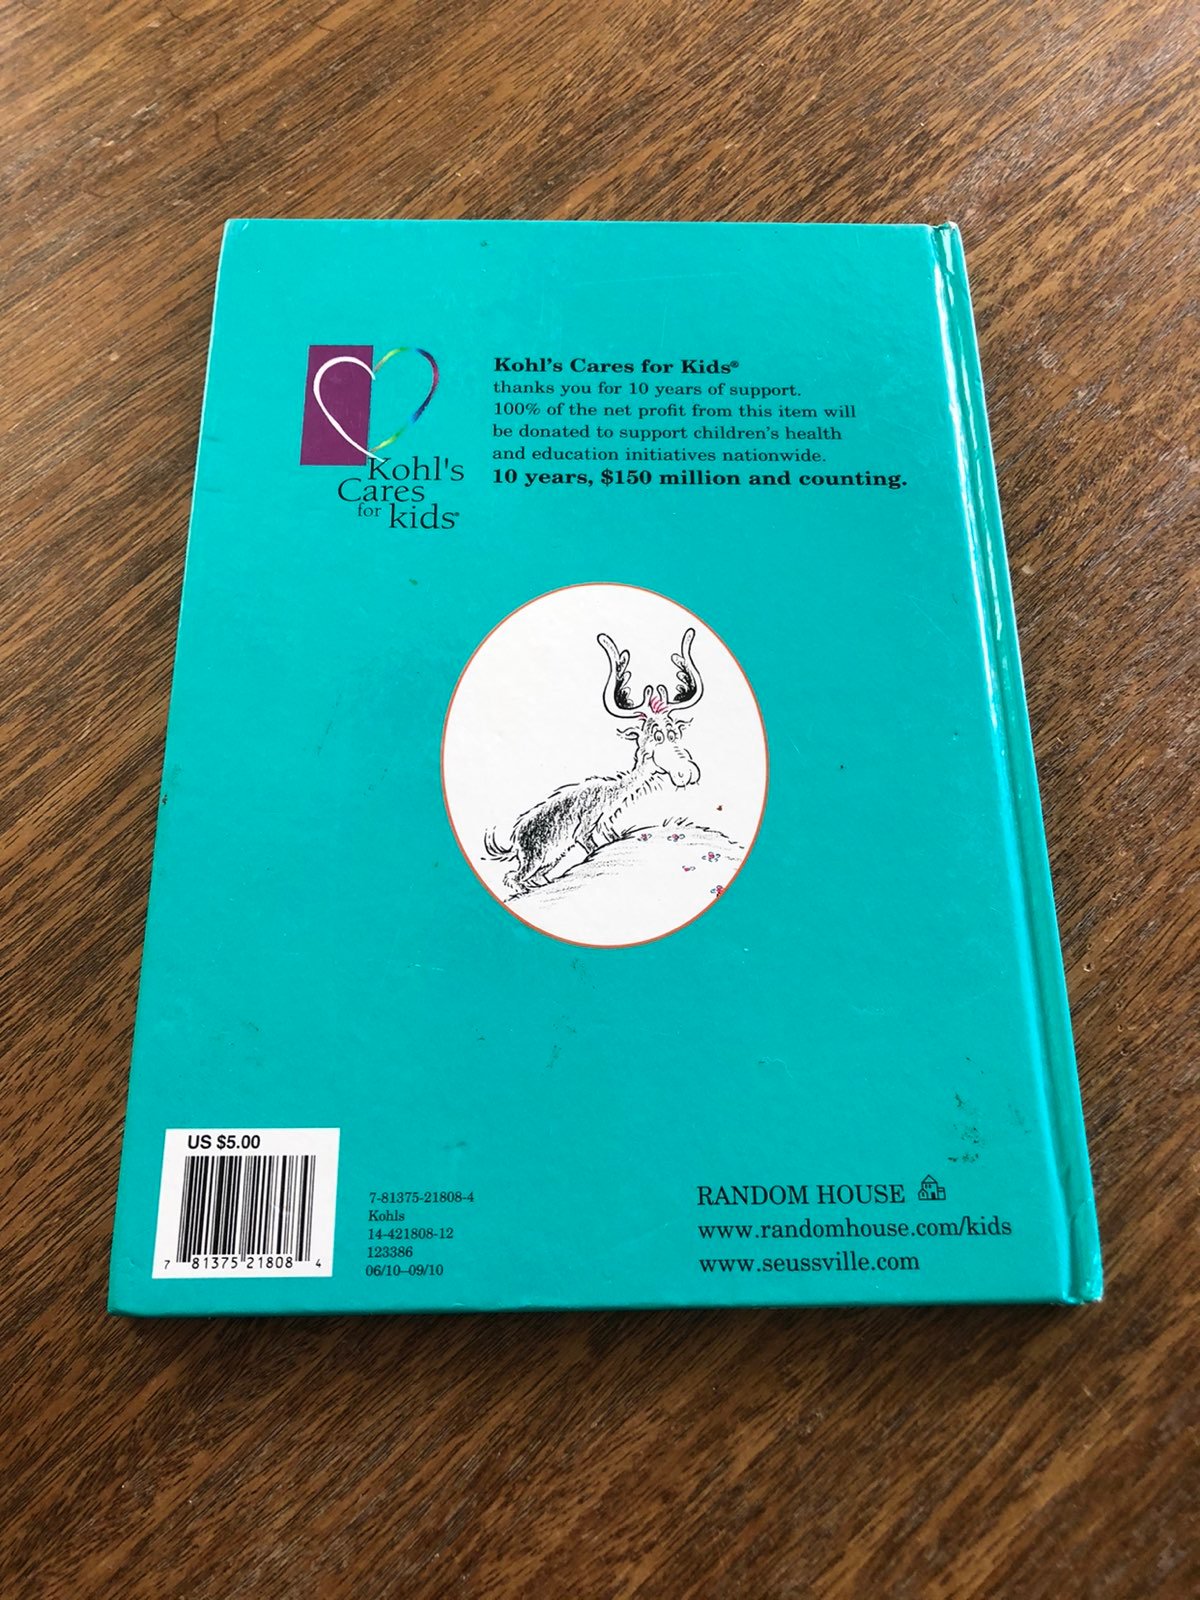 Kohl's
Cares
for kids®
Kohl's Cares for Kids®
thanks you for 10 years of support.
100% of the net profit from this item will
be donated to support children's health
and education initiatives nationwide.
10 years, $150 million and counting.
US $5.00
7 81375 21808 4
7-81375-21808-4
Kohls
14-421808-12
123386
06/10–09/10
RANDOM HOUSE
www.randomhouse.com/kids
www.seussville.com